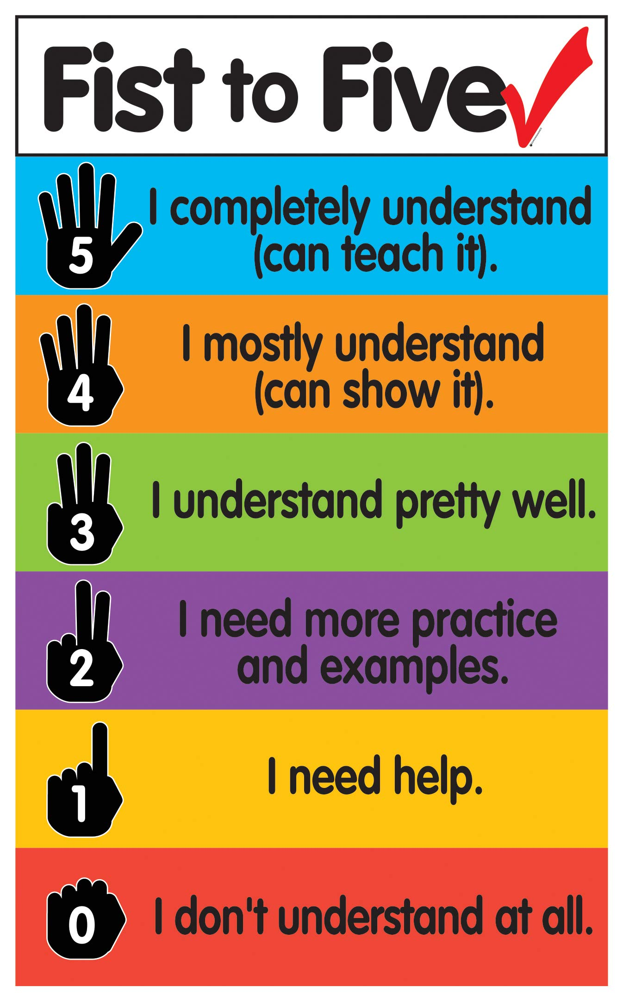 Fist to Five
5
I completely understand
(can teach it).
4
I mostly understand
(can show it).
3
I understand pretty well.
2
I need more practice
and examples.
1
I need help.
0
I don't understand at all.